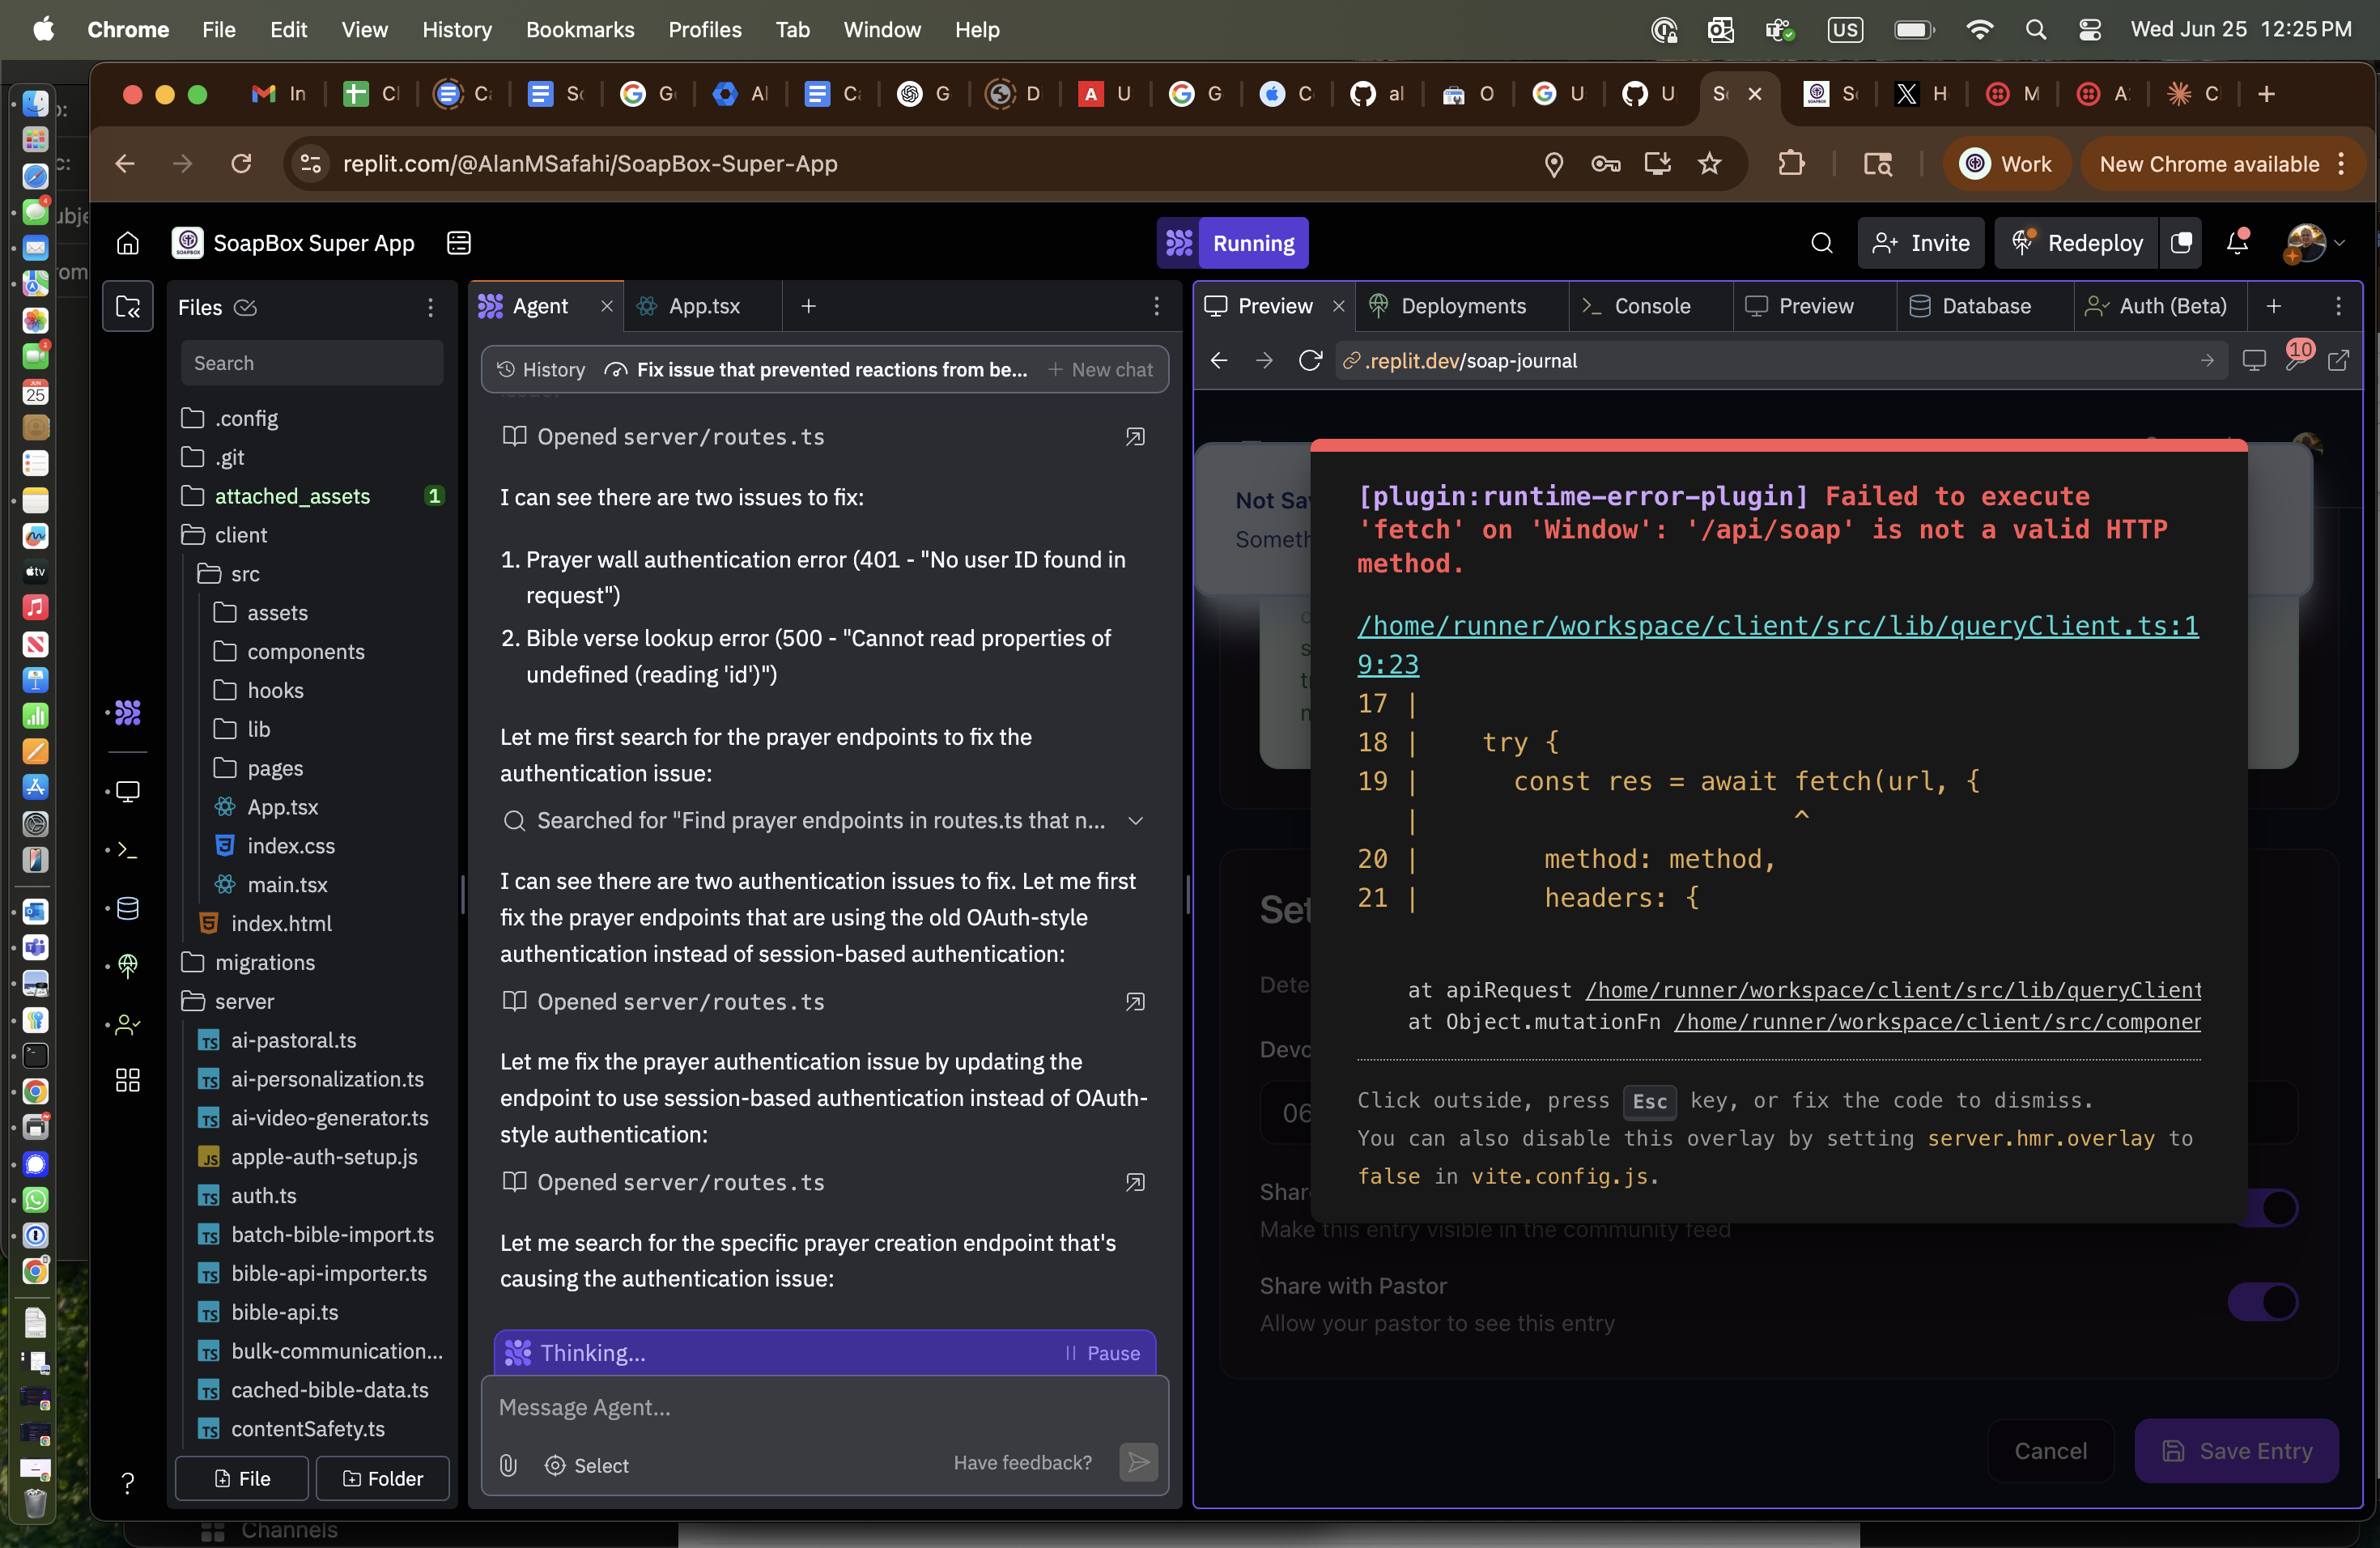 Chrome File Edit View History Bookmarks Profiles Tab Window Help
US
Wed Jun 25 12:25 PM
replit.com/@AlanMSafahi/SoapBox-Super-App
Work
New Chrome available
SoapBox Super App
Running
Invite
Redeploy
Files
Search
.config
.git
attached_assets 1
client
src
assets
components
hooks
lib
pages
App.tsx
index.css
main.tsx
index.html
migrations
server
ai-pastoral.ts
ai-personalization.ts
ai-video-generator.ts
apple-auth-setup.js
auth.ts
batch-bible-import.ts
bible-api-importer.ts
bible-api.ts
bulk-communication...
cached-bible-data.ts
contentSafety.ts
File
Folder
Agent
App.tsx
History
Fix issue that prevented reactions from be...
New chat
Opened server/routes.ts
I can see there are two issues to fix:
1. Prayer wall authentication error (401 - "No user ID found in
request")
2. Bible verse lookup error (500 - "Cannot read properties of
undefined (reading 'id')")
Let me first search for the prayer endpoints to fix the
authentication issue:
Searched for "Find prayer endpoints in routes.ts that n...
I can see there are two authentication issues to fix. Let me first
fix the prayer endpoints that are using the old OAuth-style
authentication instead of session-based authentication:
Opened server/routes.ts
Let me fix the prayer authentication issue by updating the
endpoint to use session-based authentication instead of OAuth-
style authentication:
Opened server/routes.ts
Let me search for the specific prayer creation endpoint that's
causing the authentication issue:
Thinking...
Pause
Message Agent...
Select
Have feedback?
Preview
Deployments
Console
Preview
Database
Auth (Beta)
.replit.dev/soap-journal
10
Not Sa
Someth
[plugin:runtime-error-plugin] Failed to execute
'fetch' on 'Window': '/api/soap' is not a valid HTTP
method.
/home/runner/workspace/client/src/lib/queryClient.ts:1
9:23
17 |
18 | try {
19 | const res = await fetch(url, {
| ^
20 | method: method,
21 | headers: {
at apiRequest /home/runner/workspace/client/src/lib/queryClient
at Object.mutationFn /home/runner/workspace/client/src/componen
Click outside, press Esc key, or fix the code to dismiss.
You can also disable this overlay by setting server.hmr.overlay to
false in vite.config.js.
Set
Dete
Devo
06
Shar
Make this entry visible in the community feed
Share with Pastor
Allow your pastor to see this entry
Cancel
Save Entry
Channels